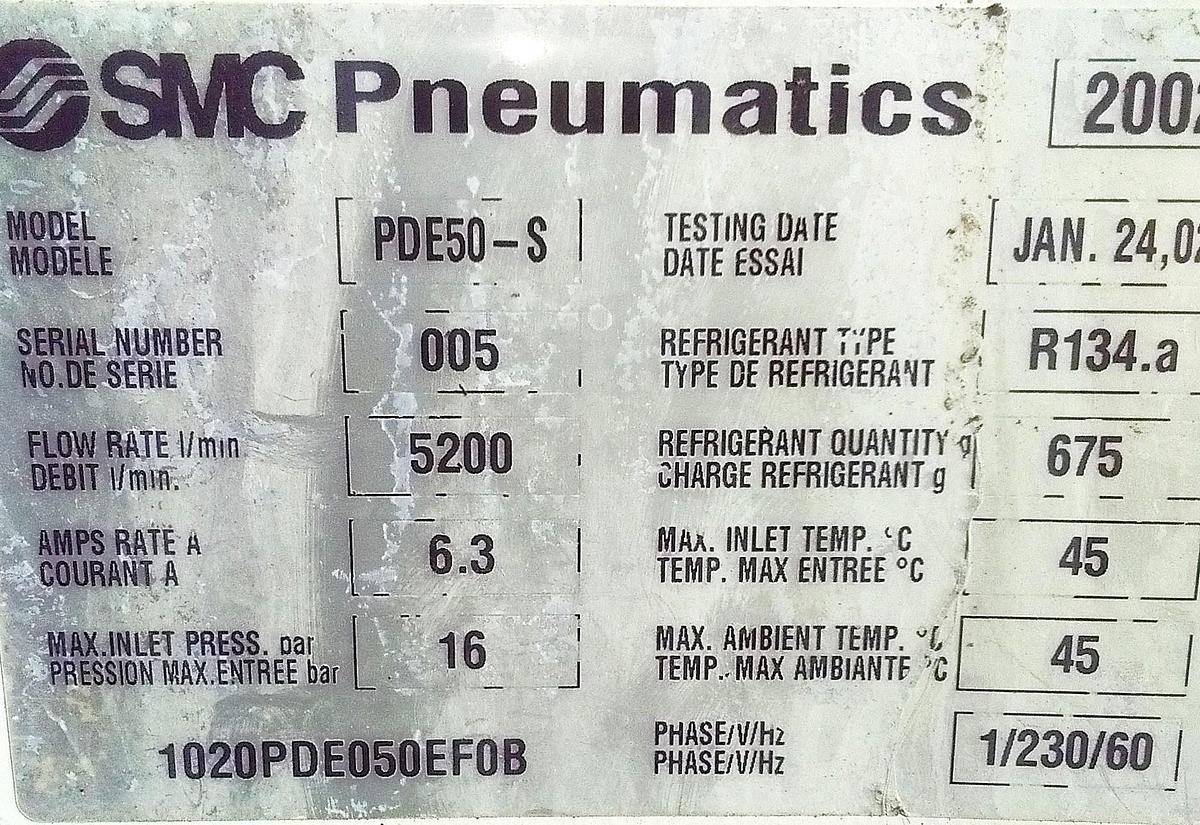 SMC Pneumatics
MODEL PDE50-S TESTING DATE JAN. 24,02
MODELE DATE ESSAI
SERIAL NUMBER 005 REFRIGERANT TYPE R134.a
NO.DE SERIE TYPE DE REFRIGERANT
FLOW RATE l/min 5200 REFRIGERANT QUANTITY g 675
DEBIT l/min. CHARGE REFRIGERANT g
AMPS RATE A 6.3 MAX. INLET TEMP. °C 45
COURANT A TEMP. MAX ENTREE °C
MAX.INLET PRESS. bar 16 MAX. AMBIENT TEMP. °C 45
PRESSION MAX.ENTREE bar TEMP. MAX AMBIANTE °C
1020PDE050EF0B PHASE/V/Hz 1/230/60
PHASE/V/Hz